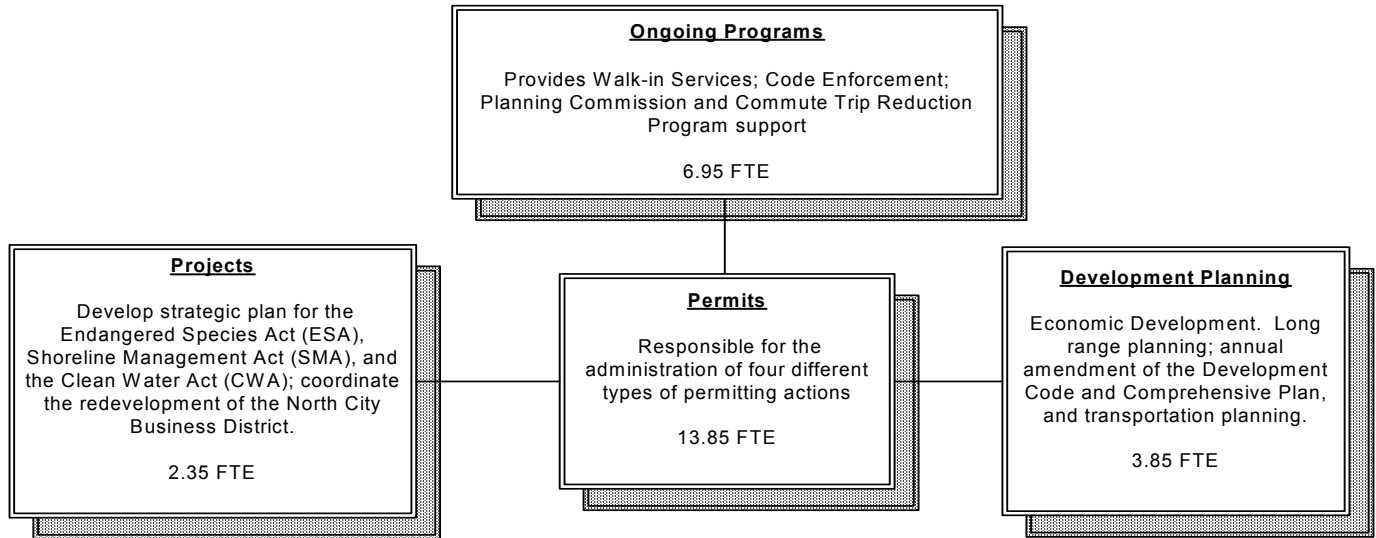 Ongoing Programs
Provides Walk-in Services; Code Enforcement;
Planning Commission and Commute Trip Reduction
Program support
6.95 FTE
Projects
Develop strategic plan for the
Endangered Species Act (ESA),
Shoreline Management Act (SMA), and
the Clean Water Act (CWA); coordinate
the redevelopment of the North City
Business District.
2.35 FTE
Permits
Responsible for the
administration of four different
types of permitting actions
13.85 FTE
Development Planning
Economic Development.  Long
range planning; annual
amendment of the Development
Code and Comprehensive Plan,
and transportation planning.
3.85 FTE